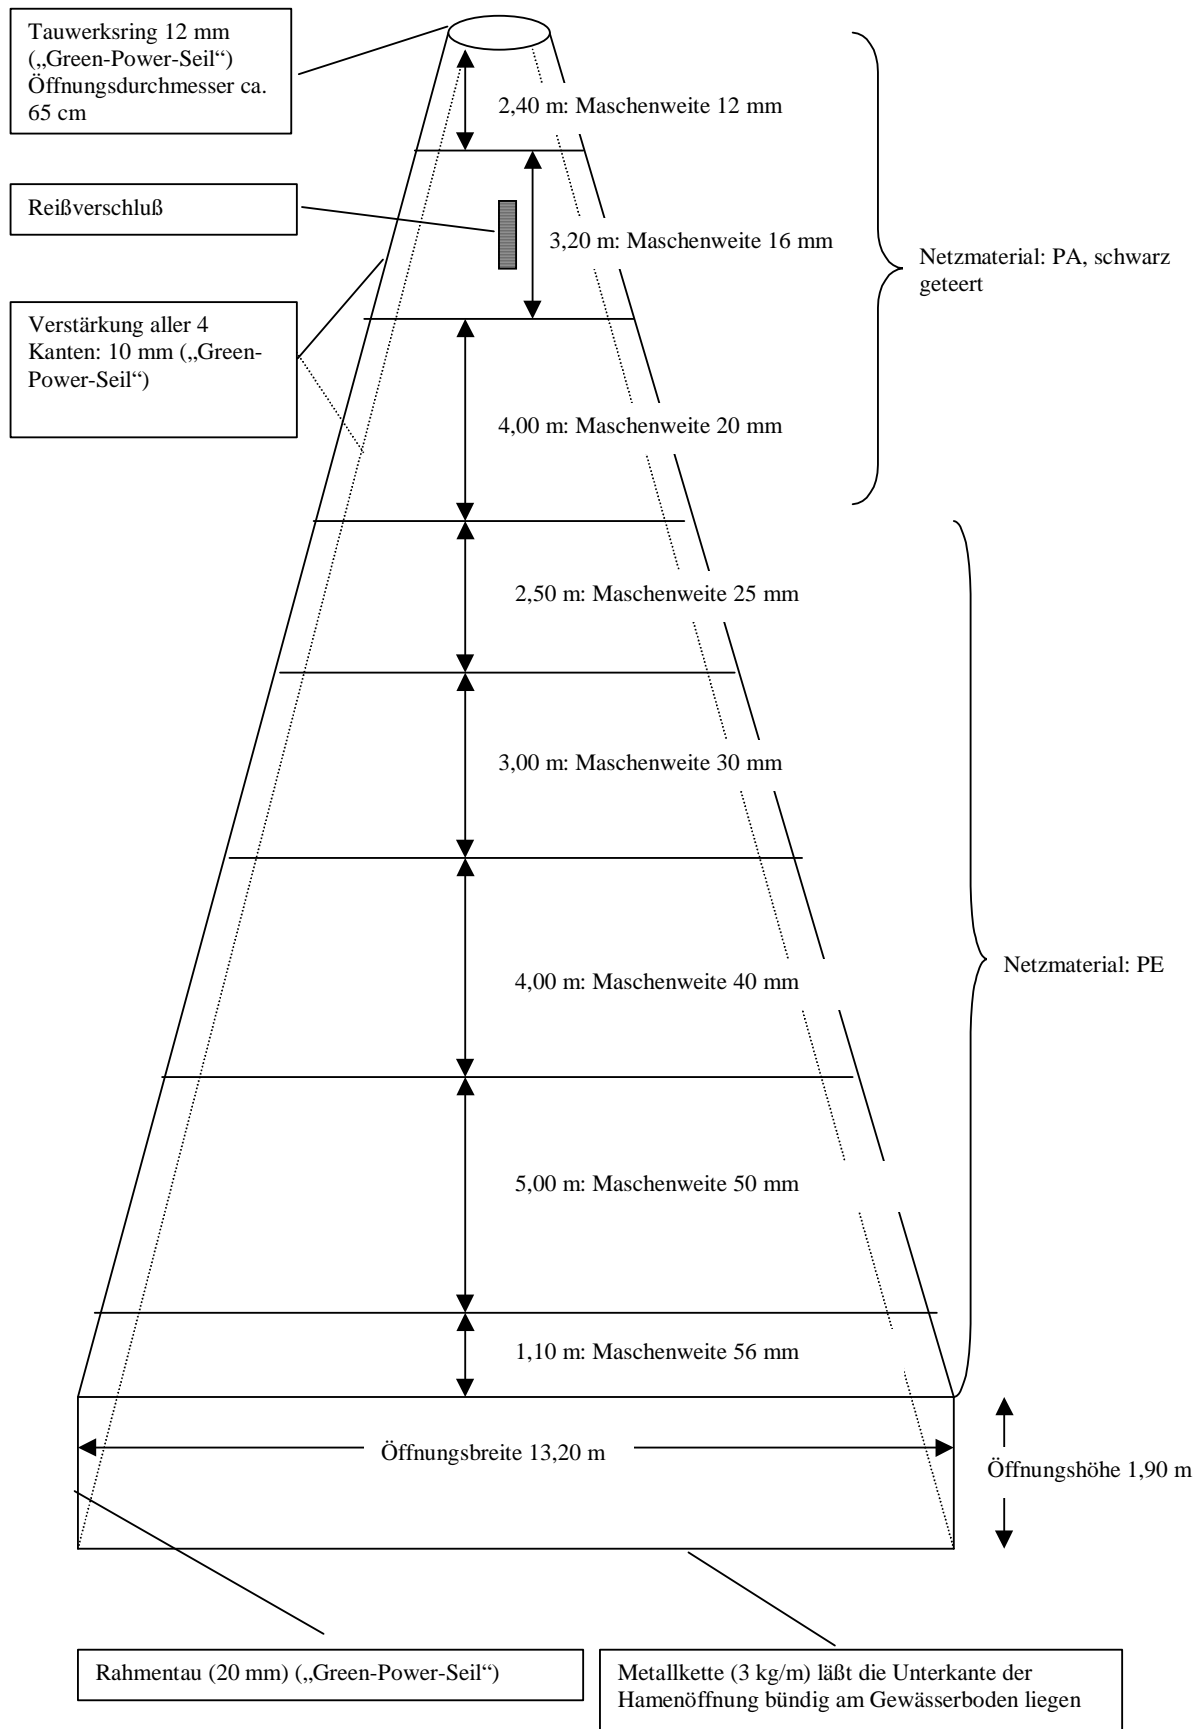 Tauwerksring 12 mm
(„Green-Power-Seil“)
Öffnungsdurchmesser ca.
65 cm
2,40 m: Maschenweite 12 mm
Reißverschluß
3,20 m: Maschenweite 16 mm
Netzmaterial: PA, schwarz
geteert
Verstärkung aller 4
Kanten: 10 mm („Green-
Power-Seil“)
4,00 m: Maschenweite 20 mm
2,50 m: Maschenweite 25 mm
3,00 m: Maschenweite 30 mm
Netzmaterial: PE
4,00 m: Maschenweite 40 mm
5,00 m: Maschenweite 50 mm
1,10 m: Maschenweite 56 mm
Öffnungsbreite 13,20 m
Öffnungshöhe 1,90 m
Rahmentau (20 mm) („Green-Power-Seil“)
Metallkette (3 kg/m) läßt die Unterkante der
Hamenöffnung bündig am Gewässerboden liegen